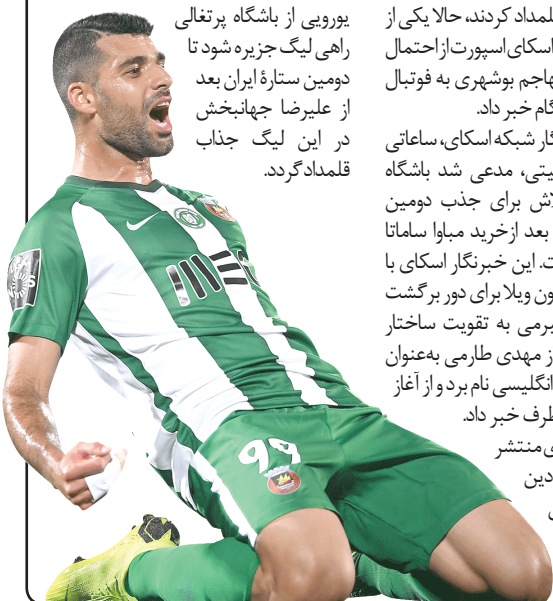 قلمداد کردند، حالا یکی از
اسکای اسپورت از احتمال
هاجم بوشهری به فوتبال
گام خبر داد.
گار شبکه اسکای، ساعاتی
یتی، مدعی شد باشگاه
لاش برای جذب دومین
بعد از خرید مباوا ساماتا
ت. این خبرنگار اسکای با
ون ویلا برای دور برگشت
برمی به تقویت ساختار
ز مهدی طارمی به‌عنوان
انگلیسی نام برد و از آغاز
طرف خبر داد.
ی منتشر
دین
یورویی از باشگاه پرتغالی
راهی لیگ جزیره شود تا
دومین ستارهٔ ایران بعد
از علیرضا جهانبخش
در این لیگ جذاب
قلمداد گردد.
99